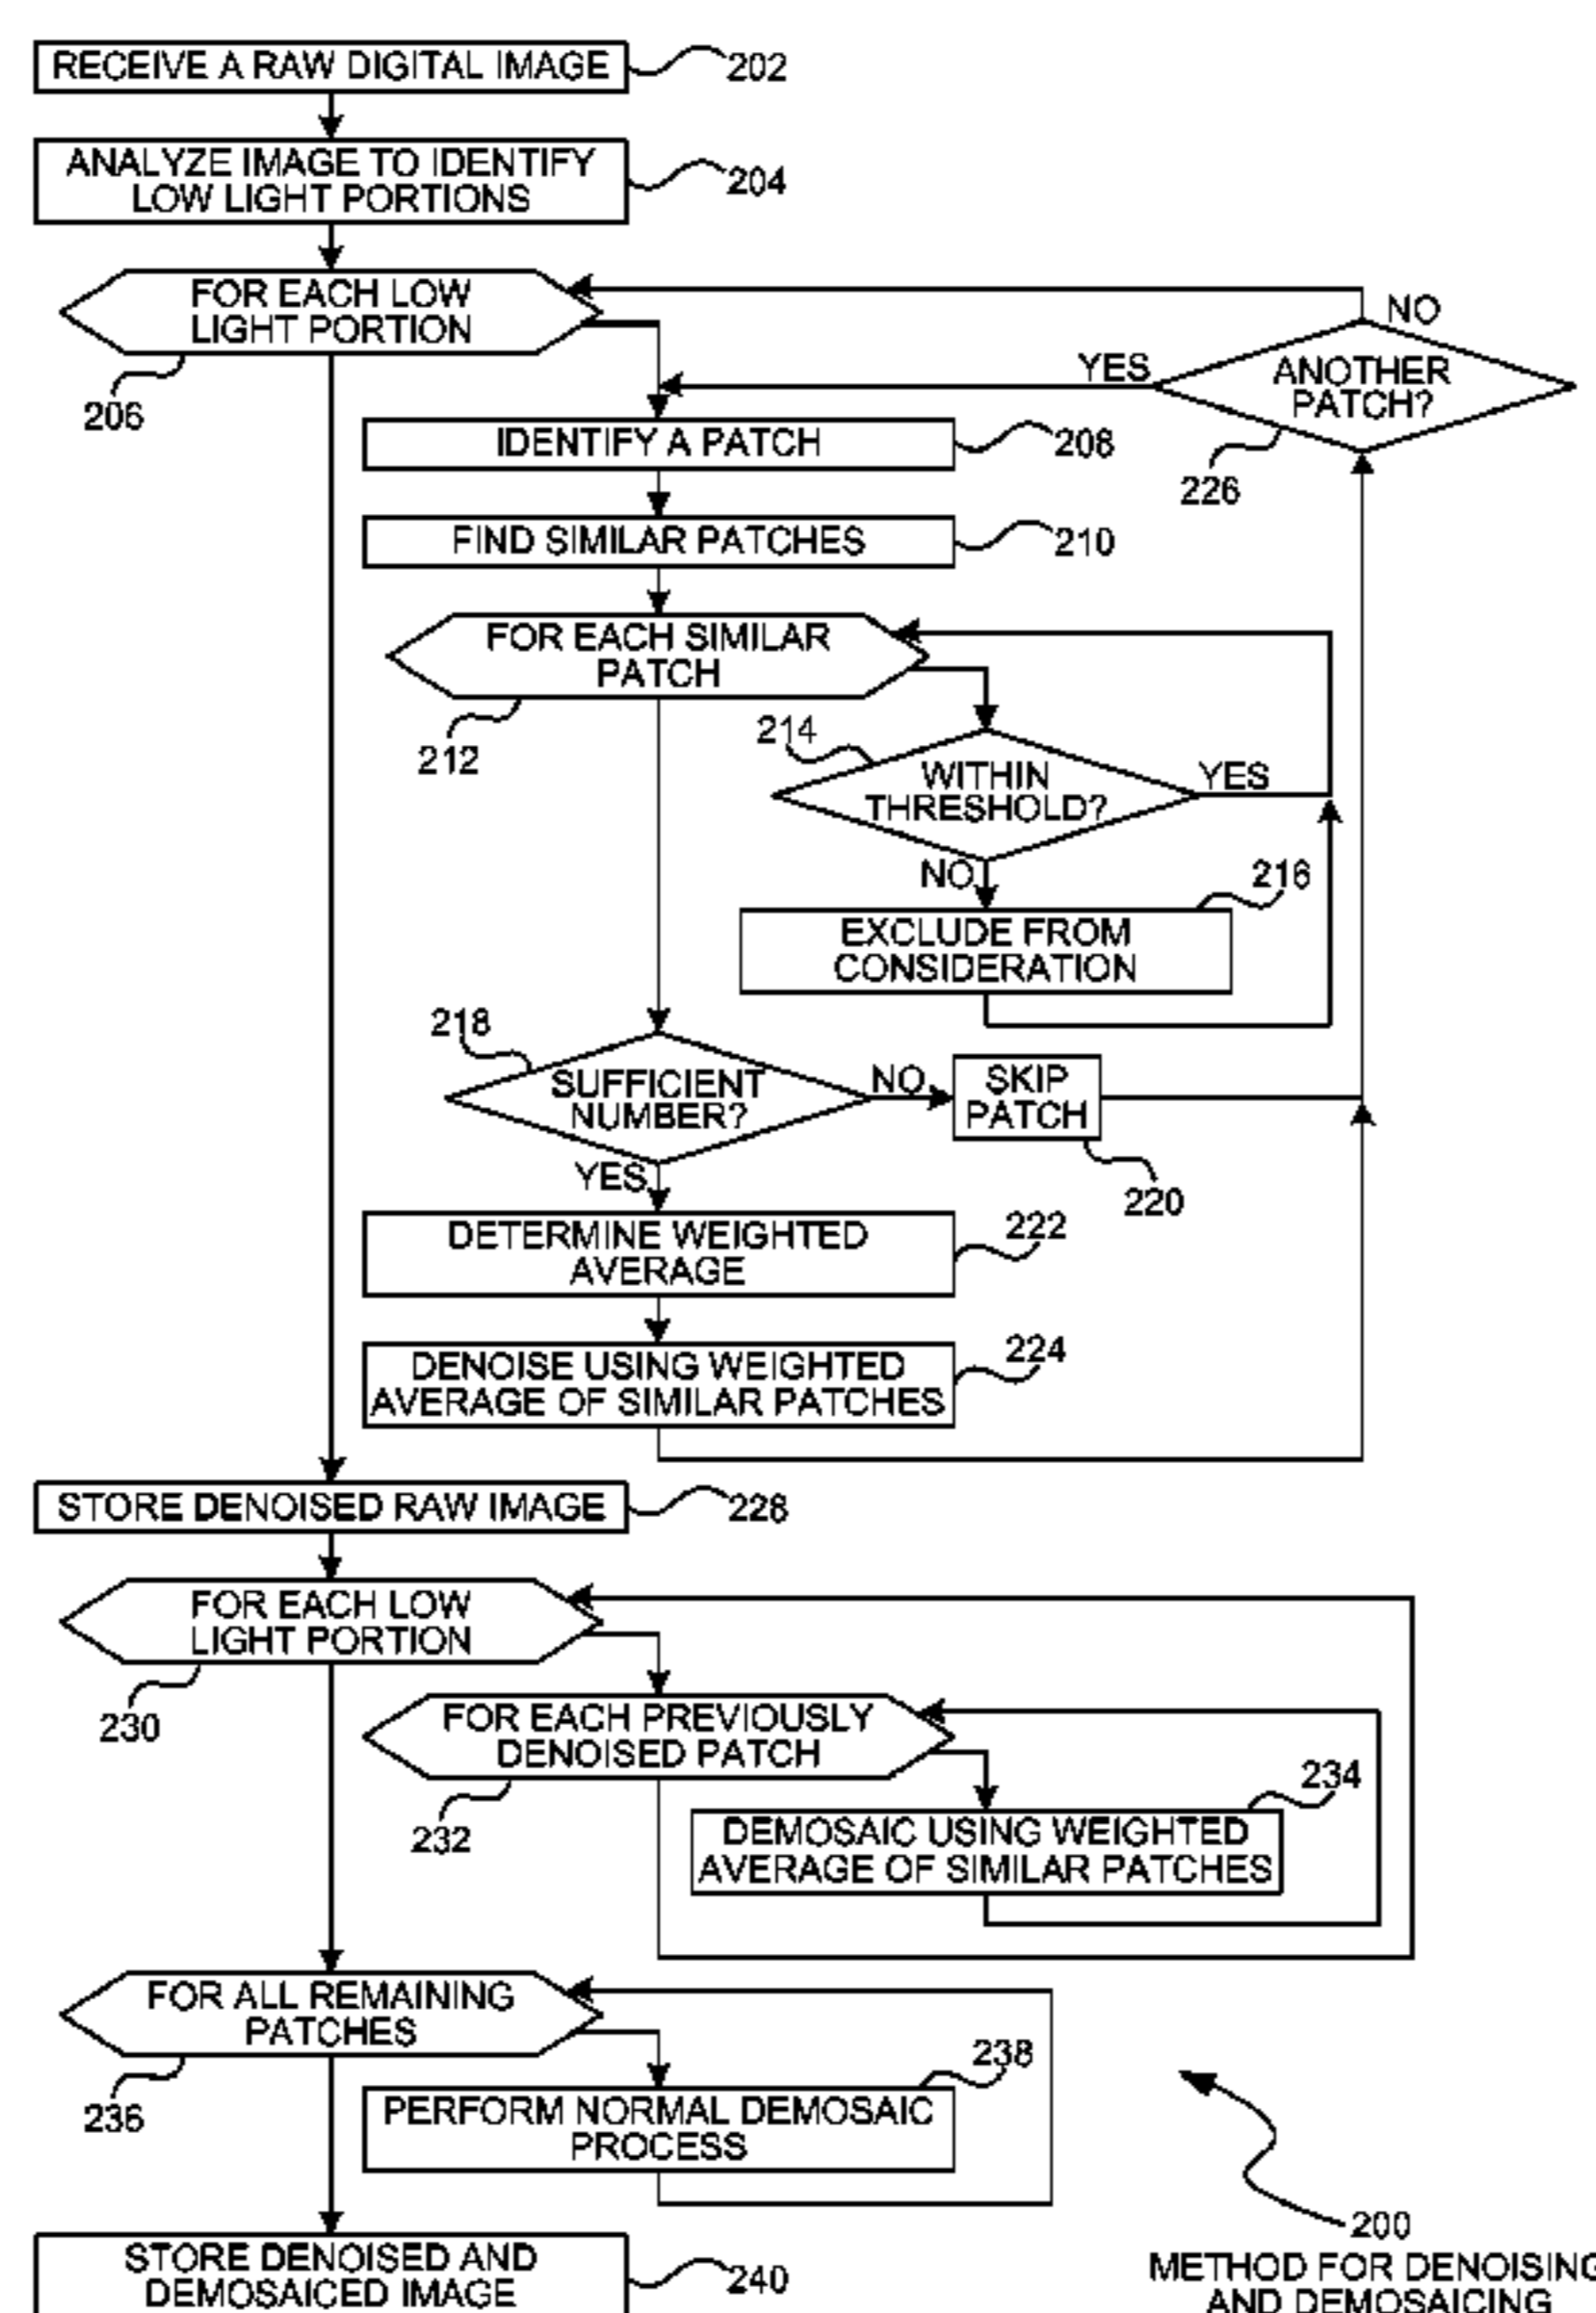 RECEIVE A RAW DIGITAL IMAGE
202
ANALYZE IMAGE TO IDENTIFY
LOW LIGHT PORTIONS
204
FOR EACH LOW
LIGHT PORTION
206
NO
YES
ANOTHER
PATCH?
226
IDENTIFY A PATCH
208
FIND SIMILAR PATCHES
210
FOR EACH SIMILAR
PATCH
212
214
WITHIN
THRESHOLD?
YES
NO
216
EXCLUDE FROM
CONSIDERATION
218
SUFFICIENT
NUMBER?
NO
SKIP
PATCH
220
YES
DETERMINE WEIGHTED
AVERAGE
222
DENOISE USING WEIGHTED
AVERAGE OF SIMILAR PATCHES
224
STORE DENOISED RAW IMAGE
228
FOR EACH LOW
LIGHT PORTION
230
FOR EACH PREVIOUSLY
DENOISED PATCH
232
234
DEMOSAIC USING WEIGHTED
AVERAGE OF SIMILAR PATCHES
FOR ALL REMAINING
PATCHES
236
238
PERFORM NORMAL DEMOSAIC
PROCESS
STORE DENOISED AND
DEMOSAICED IMAGE
240
200
METHOD FOR DENOISING
AND DEMOSAICING